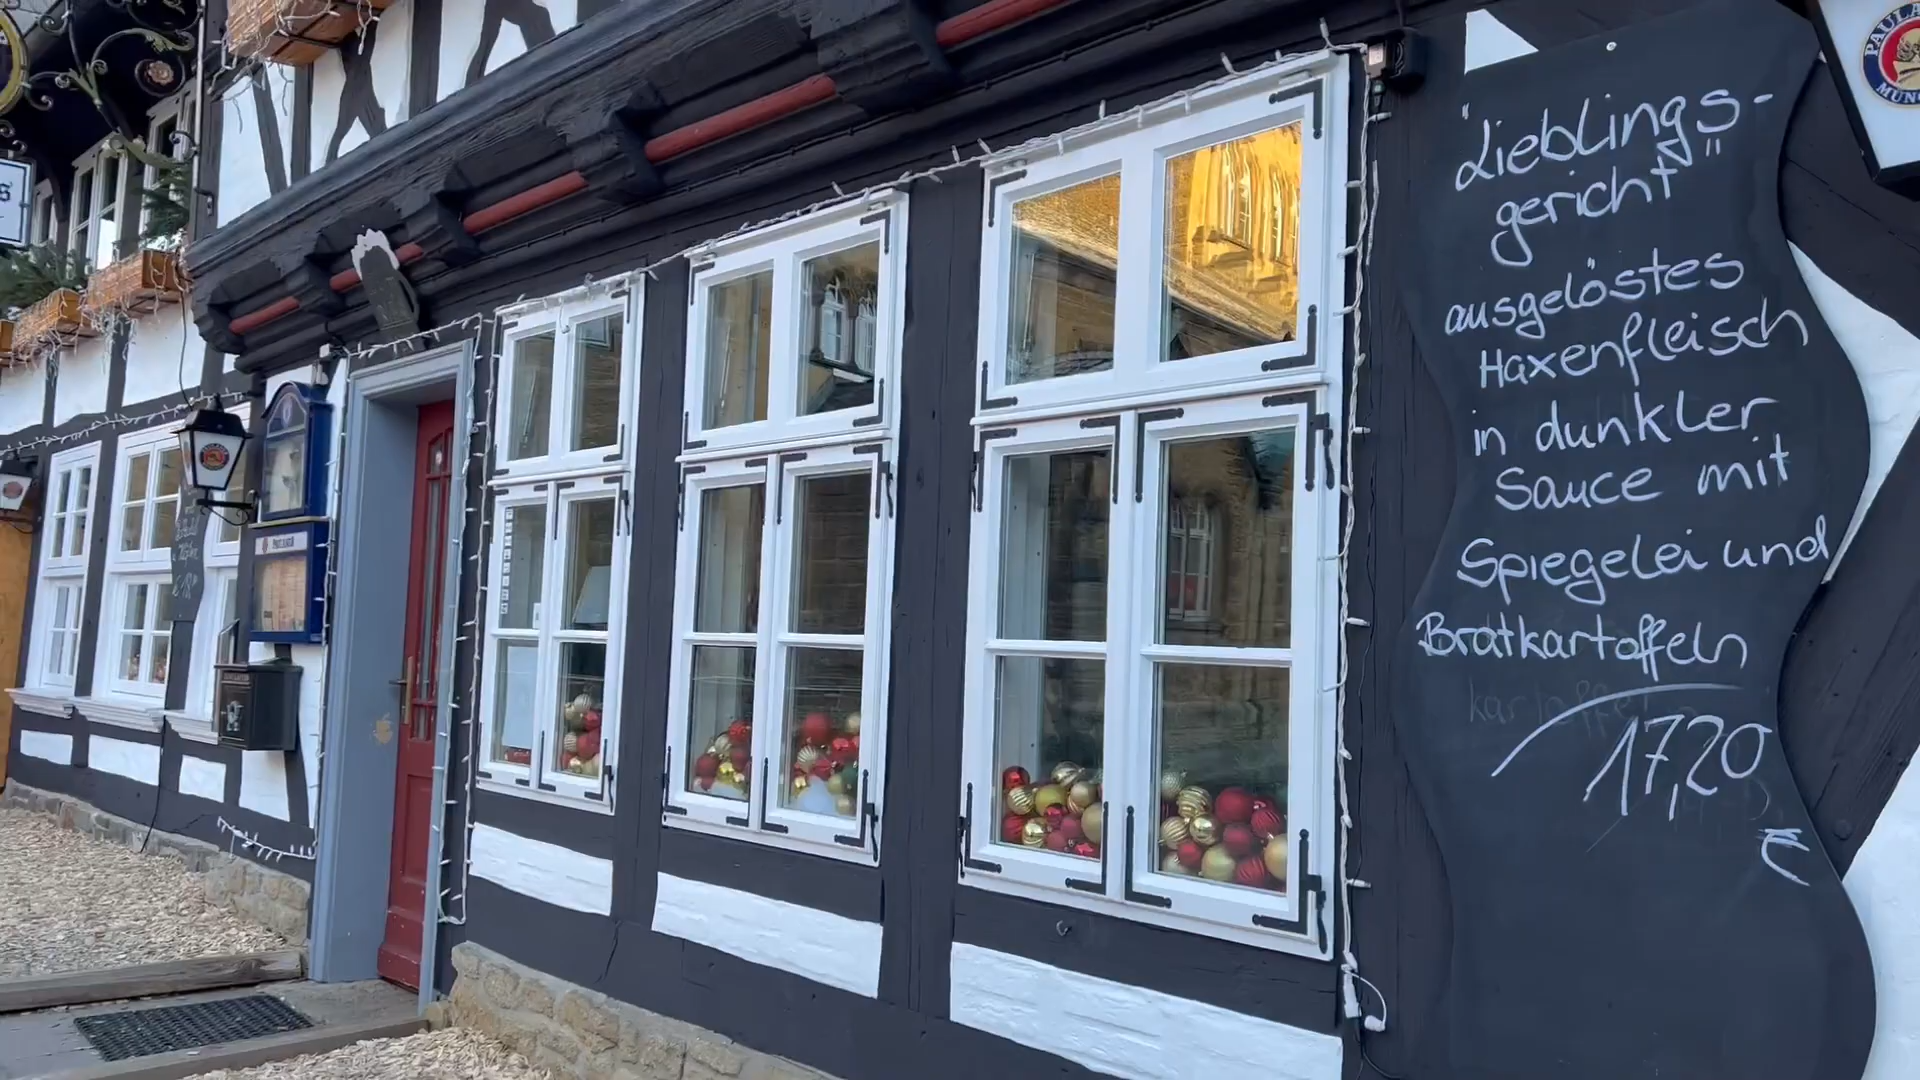 "Lieblings-
gericht"
ausgelöstes
Haxenfleisch
in dunkler
Sauce mit
Spiegelei und
Bratkartoffeln
17,20
€